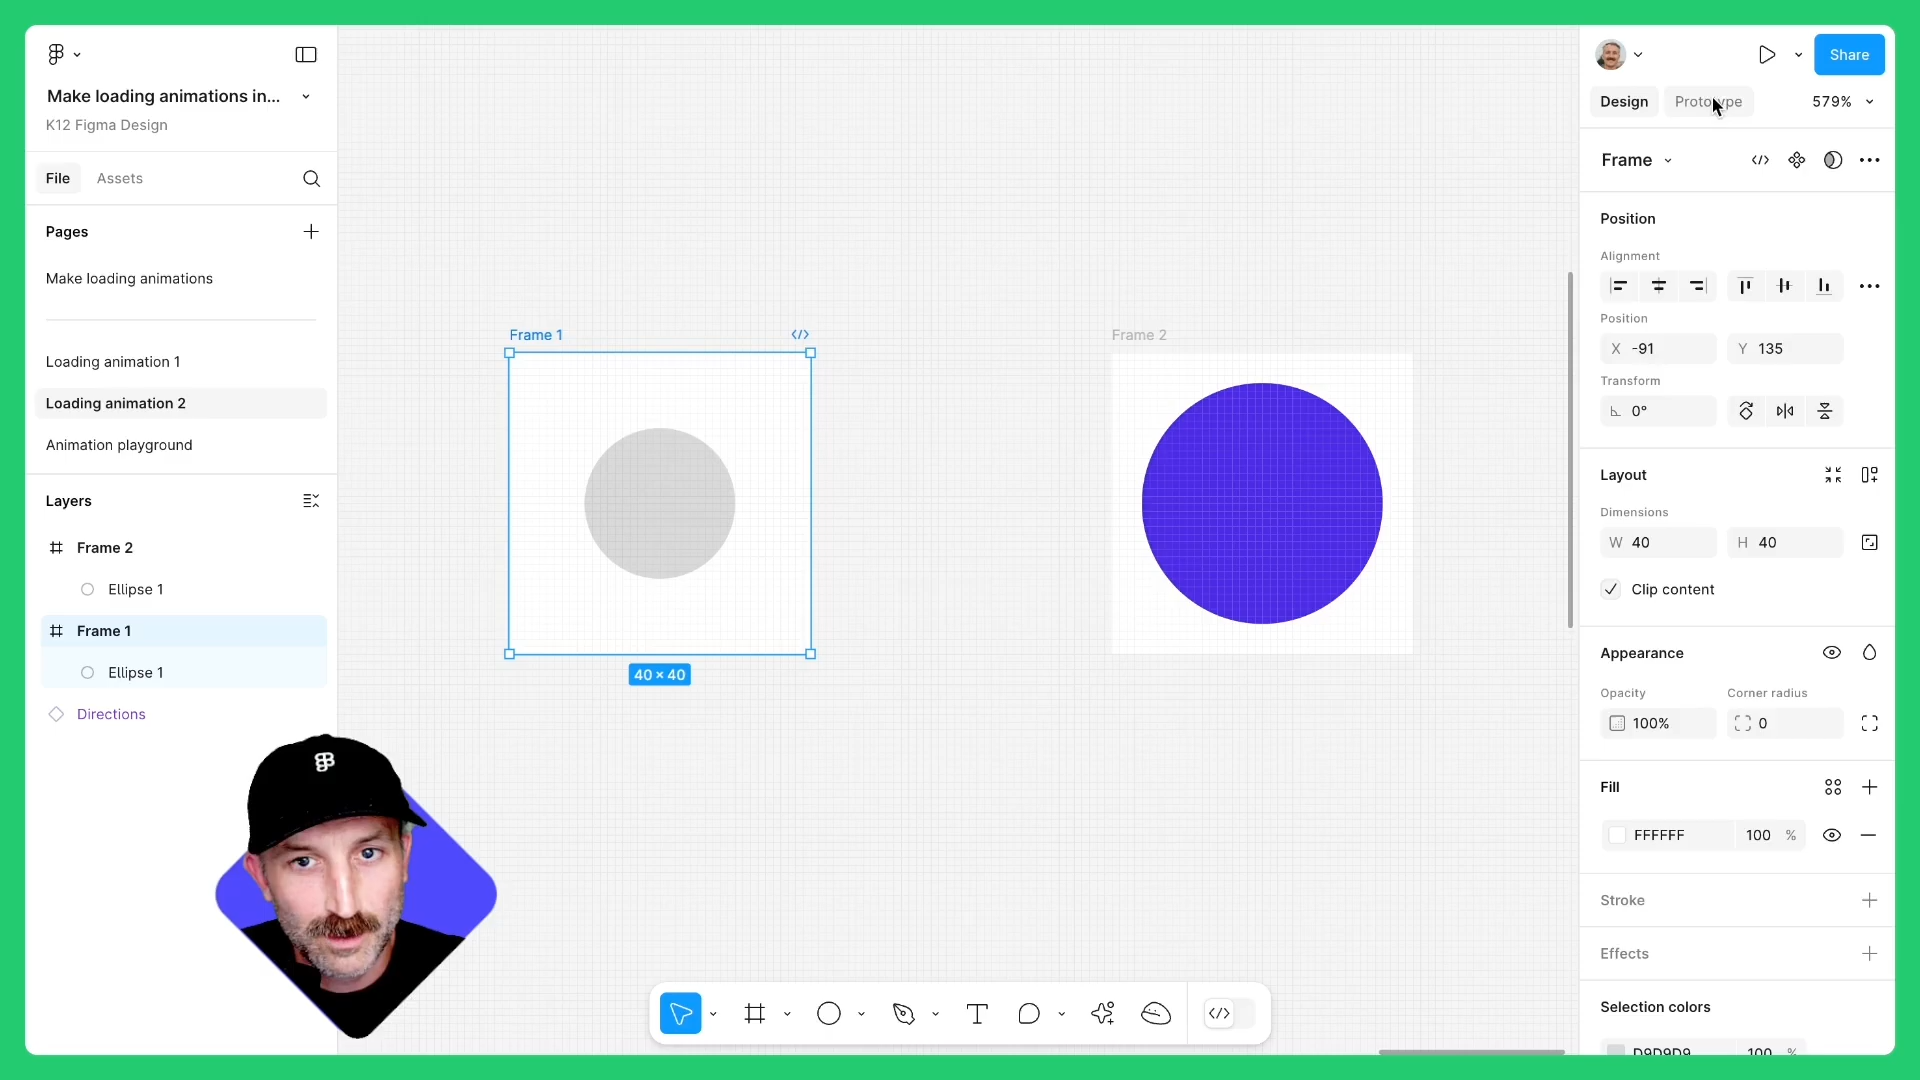 Make loading animations in...
K12 Figma Design
File
Assets
Pages
Make loading animations
Loading animation 1
Loading animation 2
Animation playground
Layers
Frame 2
Ellipse 1
Frame 1
Ellipse 1
Directions
Frame 1
40 × 40
Frame 2
Share
Design
Prototype
579%
Frame
Position
Alignment
Position
X -91
Y 135
Transform
0°
Layout
Dimensions
W 40
H 40
Clip content
Appearance
Opacity
Corner radius
100%
0
Fill
FFFFFF
100 %
Stroke
Effects
Selection colors
D9D9D9
100 %